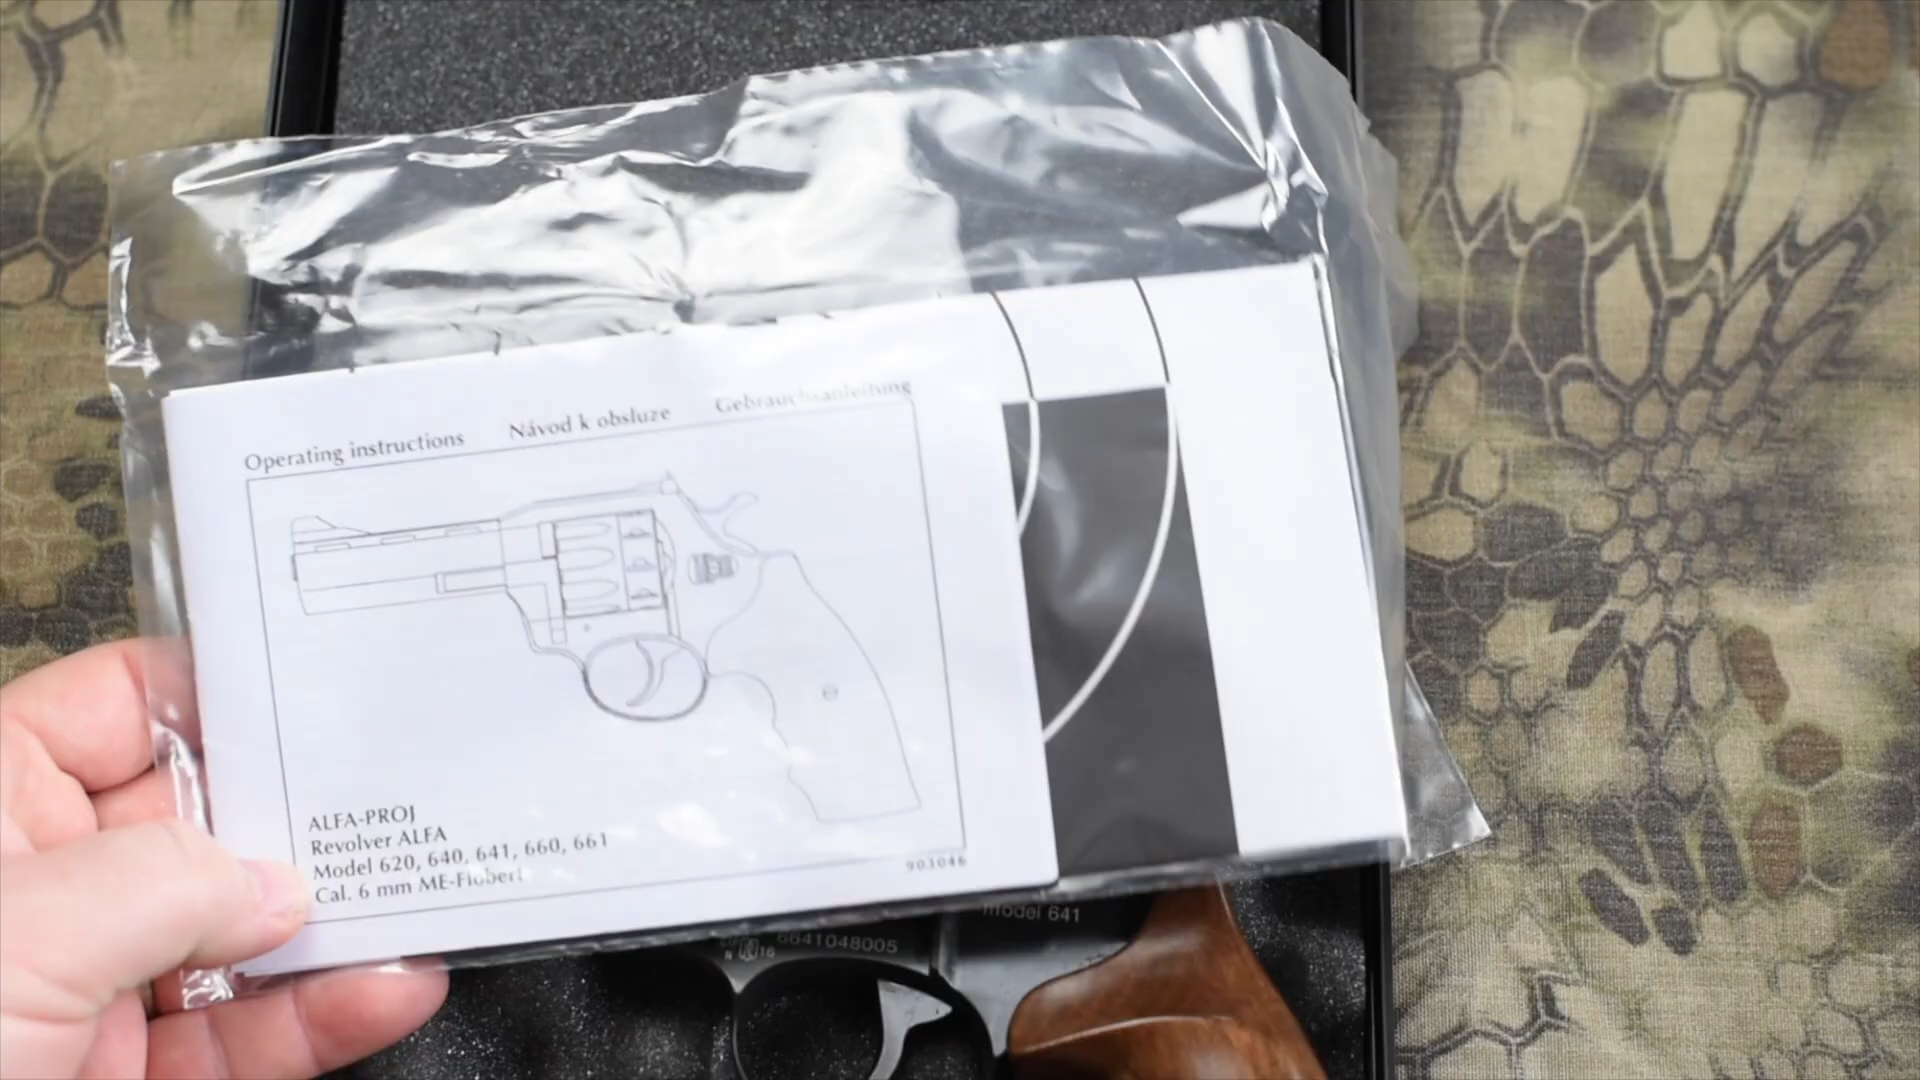 Operating instructions Návod k obsluze Gebrauchsanleitung
ALFA-PROJ
Revolver ALFA
Model 620, 640, 641, 660, 661
Cal. 6 mm ME-Flobert
903046
model 641
6641048005
N 16